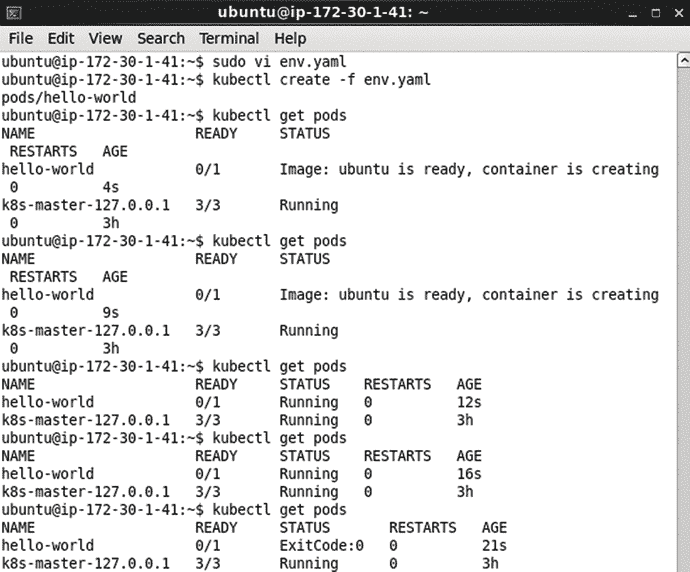 ubuntu@ip-172-30-1-41: ~
File Edit View Search Terminal Help
ubuntu@ip-172-30-1-41:~$ sudo vi env.yaml
ubuntu@ip-172-30-1-41:~$ kubectl create -f env.yaml
pods/hello-world
ubuntu@ip-172-30-1-41:~$ kubectl get pods
NAME READY STATUS
RESTARTS AGE
hello-world 0/1 Image: ubuntu is ready, container is creating
0 4s
k8s-master-127.0.0.1 3/3 Running
0 3h
ubuntu@ip-172-30-1-41:~$ kubectl get pods
NAME READY STATUS
RESTARTS AGE
hello-world 0/1 Image: ubuntu is ready, container is creating
0 9s
k8s-master-127.0.0.1 3/3 Running
0 3h
ubuntu@ip-172-30-1-41:~$ kubectl get pods
NAME READY STATUS RESTARTS AGE
hello-world 0/1 Running 0 12s
k8s-master-127.0.0.1 3/3 Running 0 3h
ubuntu@ip-172-30-1-41:~$ kubectl get pods
NAME READY STATUS RESTARTS AGE
hello-world 0/1 Running 0 16s
k8s-master-127.0.0.1 3/3 Running 0 3h
ubuntu@ip-172-30-1-41:~$ kubectl get pods
NAME READY STATUS RESTARTS AGE
hello-world 0/1 ExitCode:0 0 21s
k8s-master-127.0.0.1 3/3 Running 0 3h